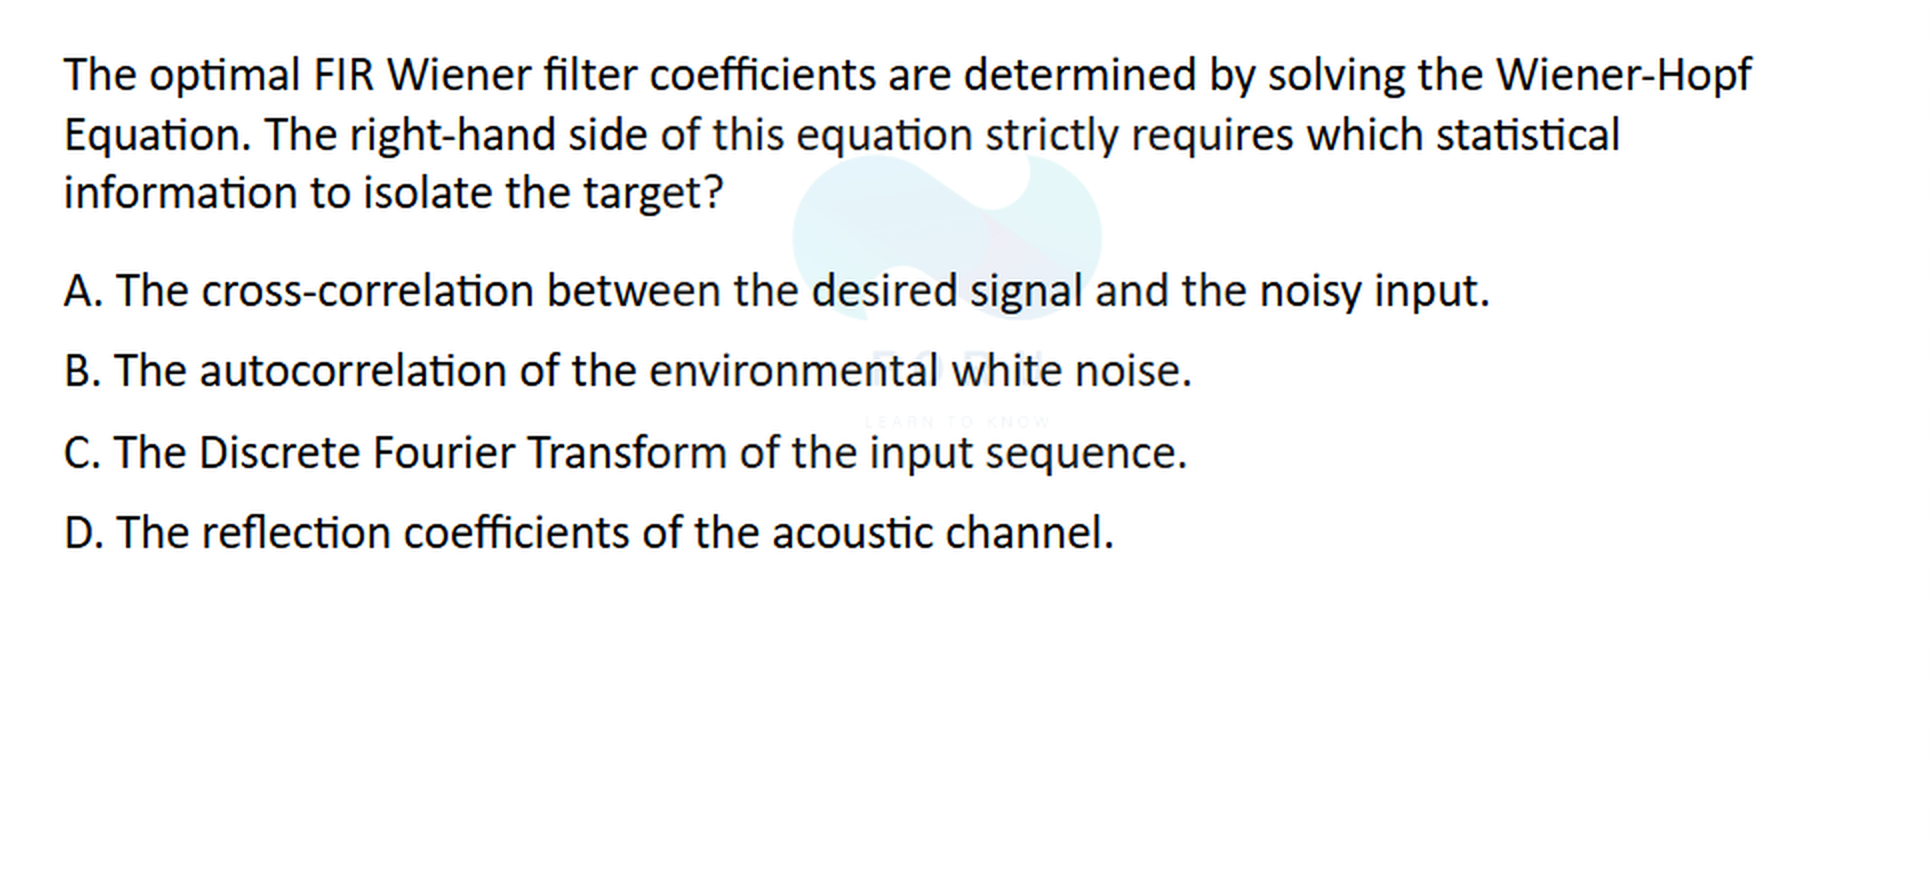 The optimal FIR Wiener filter coefficients are determined by solving the Wiener-Hopf
Equation. The right-hand side of this equation strictly requires which statistical
information to isolate the target?
A. The cross-correlation between the desired signal and the noisy input.
B. The autocorrelation of the environmental white noise.
LEARN TO KNOW
C. The Discrete Fourier Transform of the input sequence.
D. The reflection coefficients of the acoustic channel.